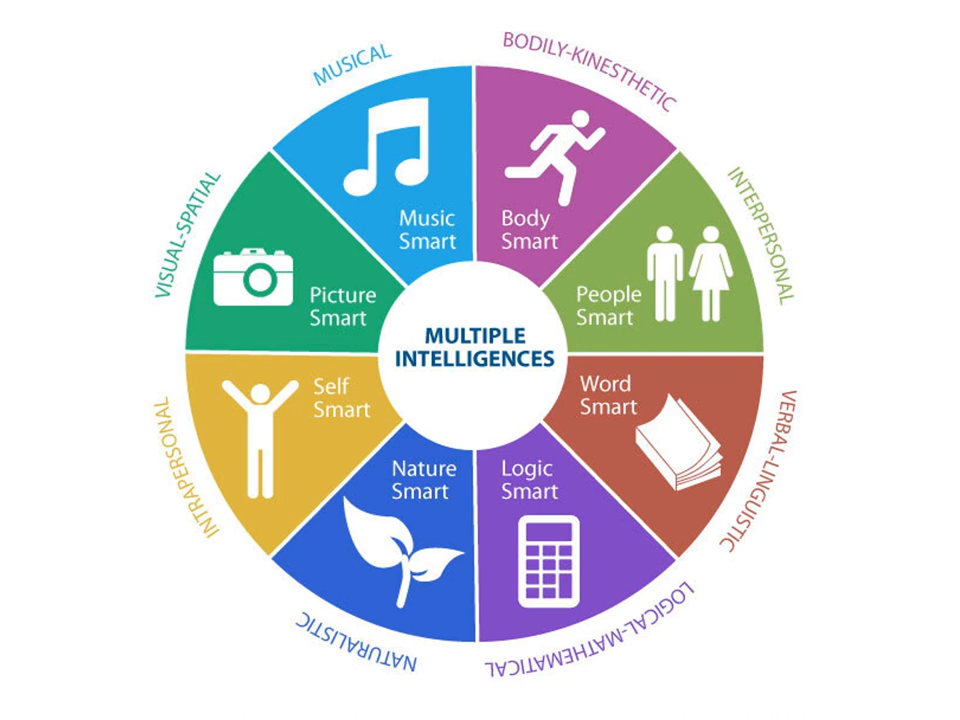 MULTIPLE
INTELLIGENCES
MUSICAL
Music
Smart
BODILY-KINESTHETIC
Body
Smart
INTERPERSONAL
People
Smart
VERBAL-LINGUISTIC
Word
Smart
LOGICAL-MATHEMATICAL
Logic
Smart
NATURALISTIC
Nature
Smart
INTRAPERSONAL
Self
Smart
VISUAL-SPATIAL
Picture
Smart